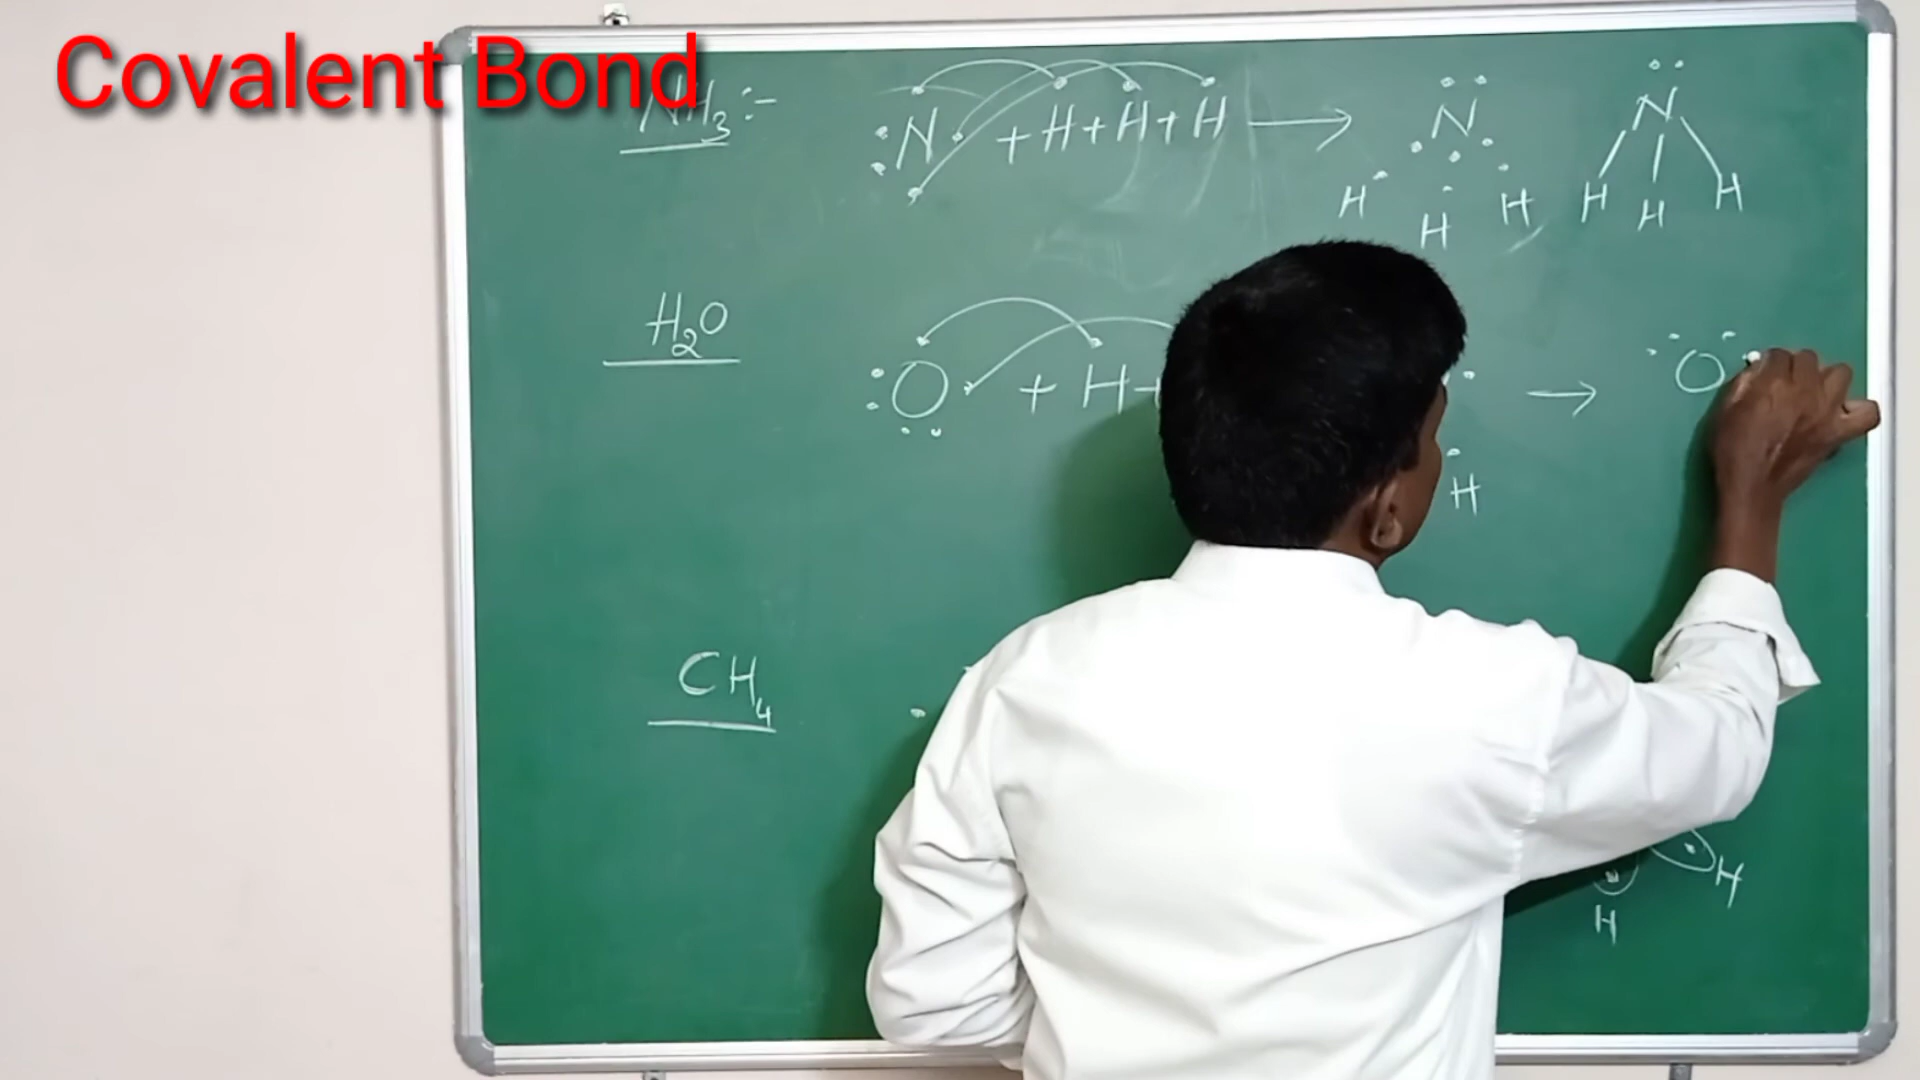 Covalent Bond
NH₃ :-
N + H + H + H → N N
H H H H H H
H₂O
O + H + → O
H
CH₄
H
H